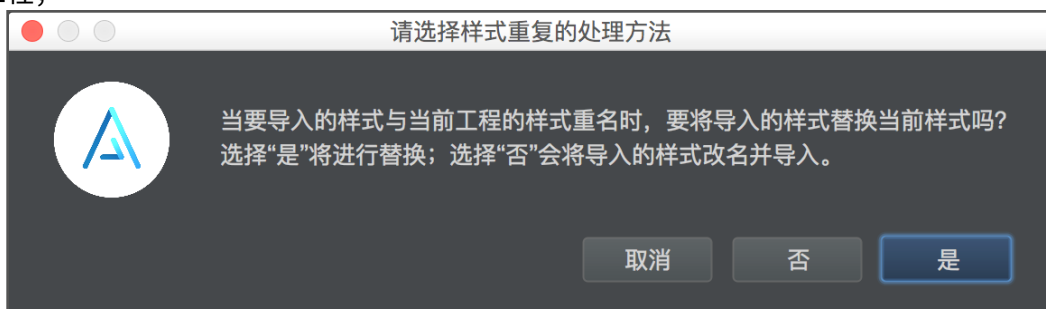 请选择样式重复的处理方法
当要导入的样式与当前工程的样式重名时，要将导入的样式替换当前样式吗？
选择“是”将进行替换；选择“否”会将导入的样式改名并导入。
取消
否
是